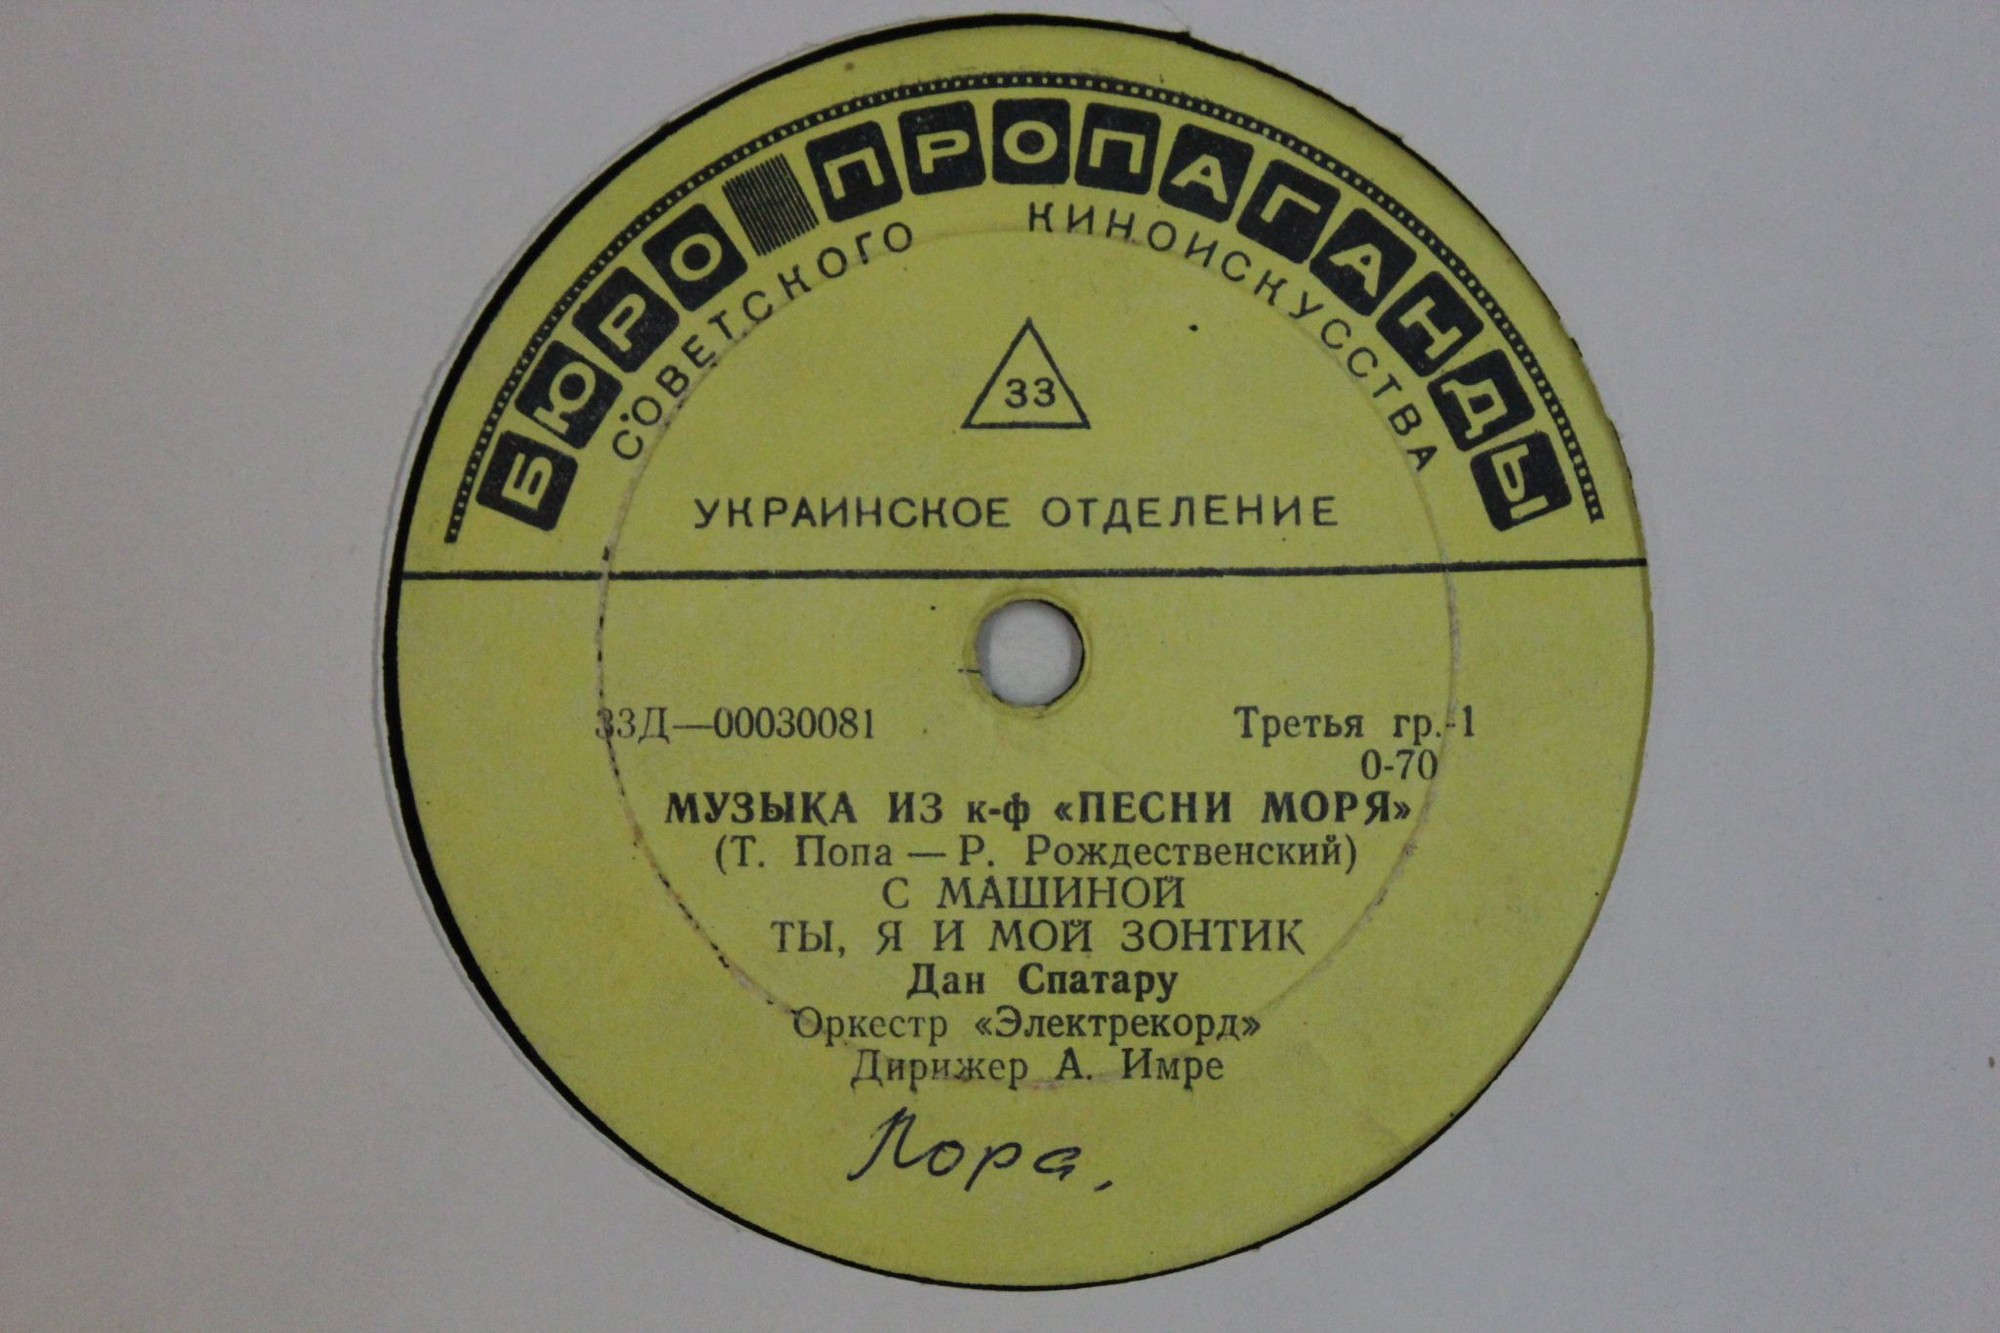 БЮРО ПРОПАГАНДЫ
СОВЕТСКОГО КИНОИСКУССТВА
33
УКРАИНСКОЕ ОТДЕЛЕНИЕ
33Д—00030081
Третья гр.-1
0-70
МУЗЫКА ИЗ к-ф «ПЕСНИ МОРЯ»
(Т. Попа — Р. Рождественский)
С МАШИНОЙ
ТЫ, Я И МОЙ ЗОНТИК
Дан Спатару
Оркестр «Электрекорд»
Дирижер А. Имре
Пора,